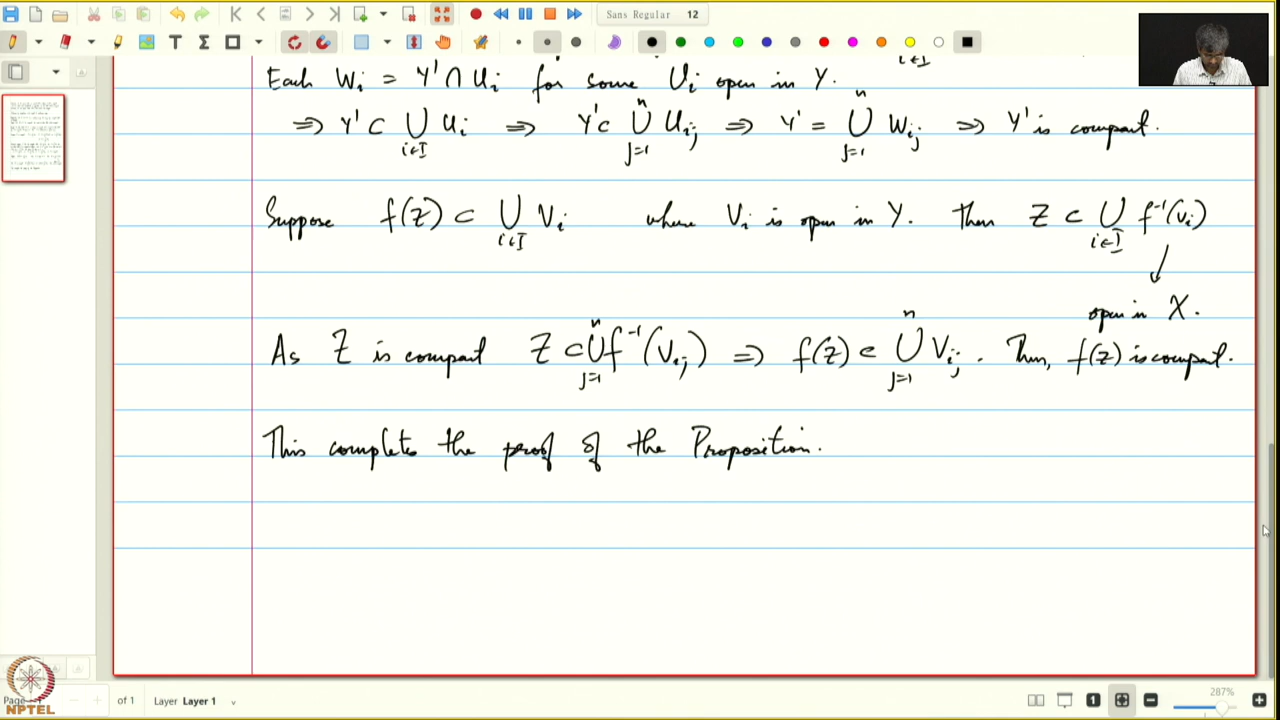 Sans Regular 12
i∈I
Each Wi = Y' ∩ Ui for some Ui open in Y.
⇒ Y' ⊂ ⋃_{i∈I} Ui ⇒ Y' ⊂ ⋃_{j=1}^{n} U_{ij} ⇒ Y' = ⋃_{j=1}^{n} W_{ij} ⇒ Y' is compact.
Suppose f(Z) ⊂ ⋃_{i∈I} Vi where Vi is open in Y. Then Z ⊂ ⋃_{i∈I} f⁻¹(Vi)
↓
open in X.
As Z is compact Z ⊂ ⋃_{j=1}^{n} f⁻¹(V_{ij}) ⇒ f(Z) ⊂ ⋃_{j=1}^{n} V_{ij}. Thus, f(Z) is compact.
This completes the proof of the Proposition.
NPTEL
Page
of 1 Layer Layer 1
287%